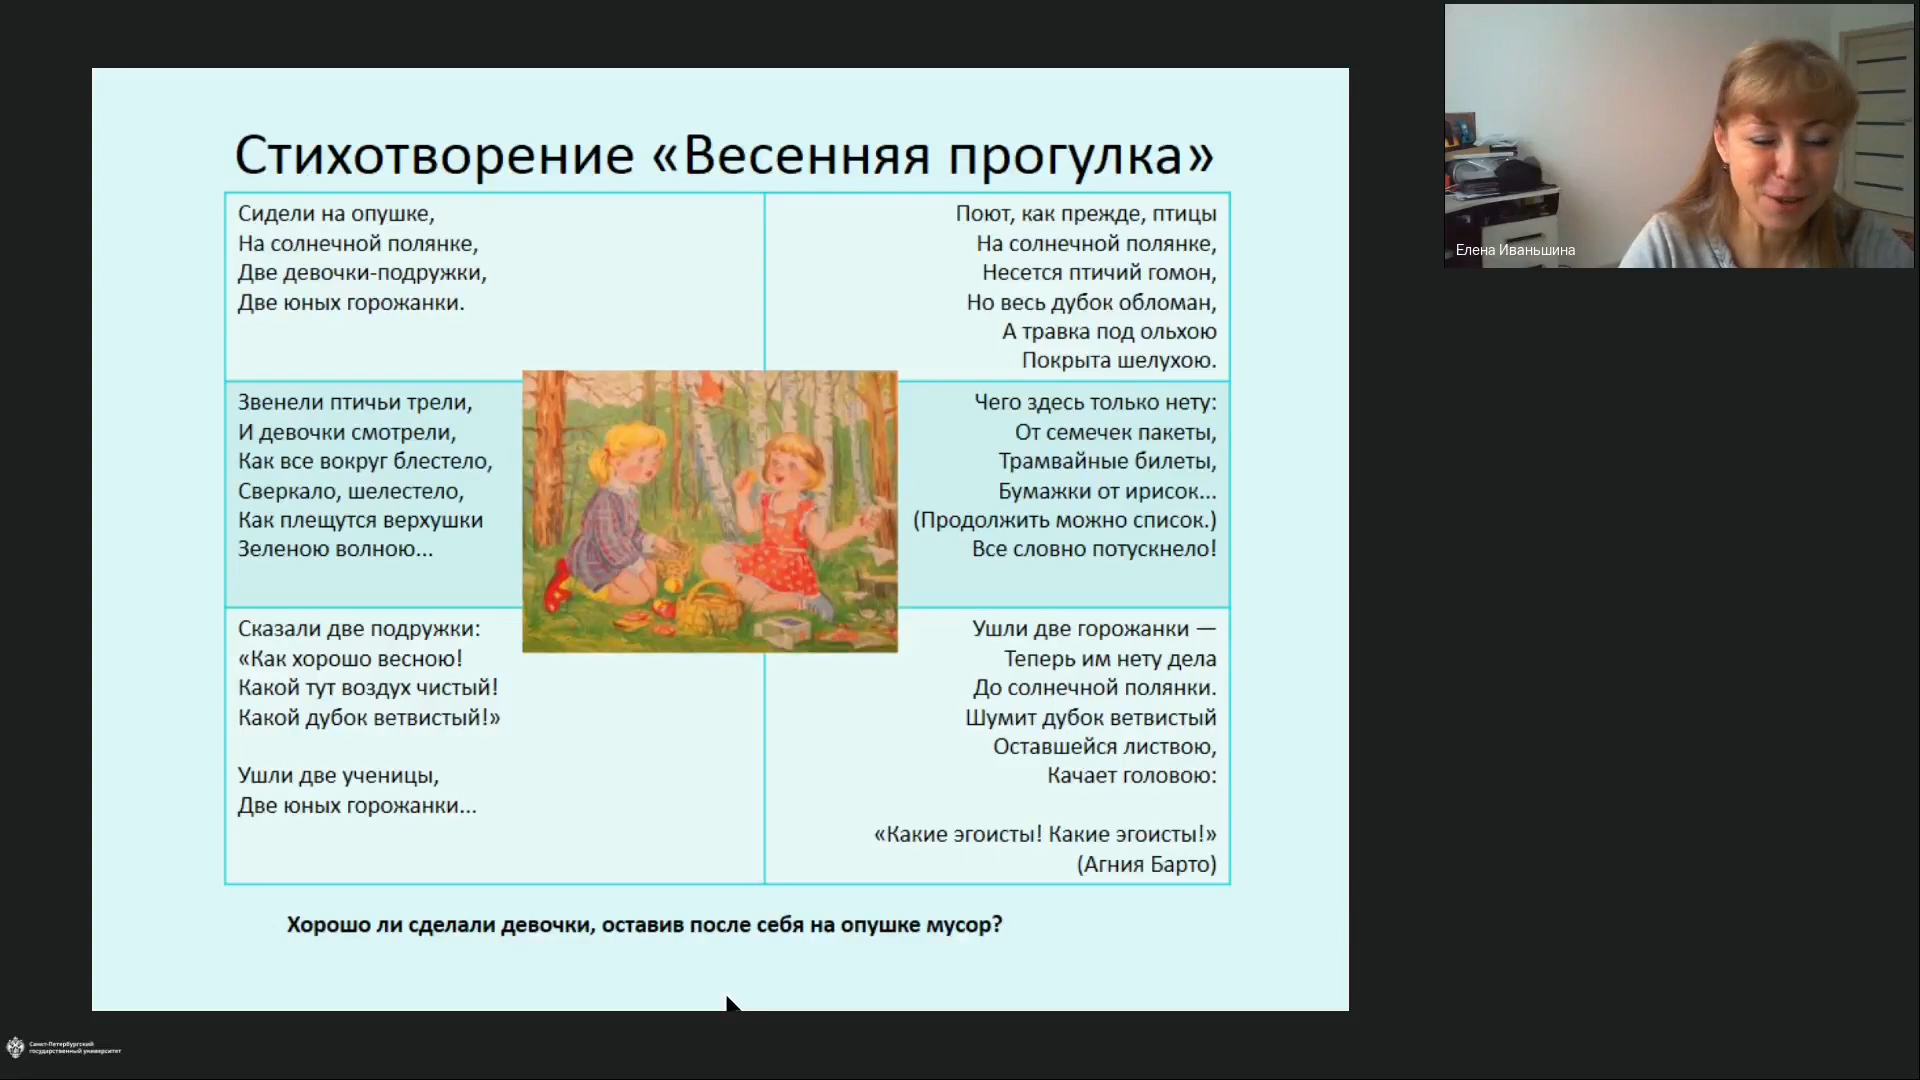 Стихотворение «Весенняя прогулка»
Сидели на опушке,
На солнечной полянке,
Две девочки-подружки,
Две юных горожанки.
Звенели птичьи трели,
И девочки смотрели,
Как все вокруг блестело,
Сверкало, шелестело,
Как плещутся верхушки
Зеленою волною...
Сказали две подружки:
«Как хорошо весною!
Какой тут воздух чистый!
Какой дубок ветвистый!»
Ушли две ученицы,
Две юных горожанки...
Поют, как прежде, птицы
На солнечной полянке,
Несется птичий гомон,
Но весь дубок обломан,
А травка под ольхою
Покрыта шелухою.
Чего здесь только нету:
От семечек пакеты,
Трамвайные билеты,
Бумажки от ирисок...
(Продолжить можно список.)
Все словно потускнело!
Ушли две горожанки —
Теперь им нету дела
До солнечной полянки.
Шумит дубок ветвистый
Оставшейся листвою,
Качает головою:
«Какие эгоисты! Какие эгоисты!»
(Агния Барто)
Хорошо ли сделали девочки, оставив после себя на опушке мусор?
Елена Иваньшина
Санкт-Петербургский
государственный университет